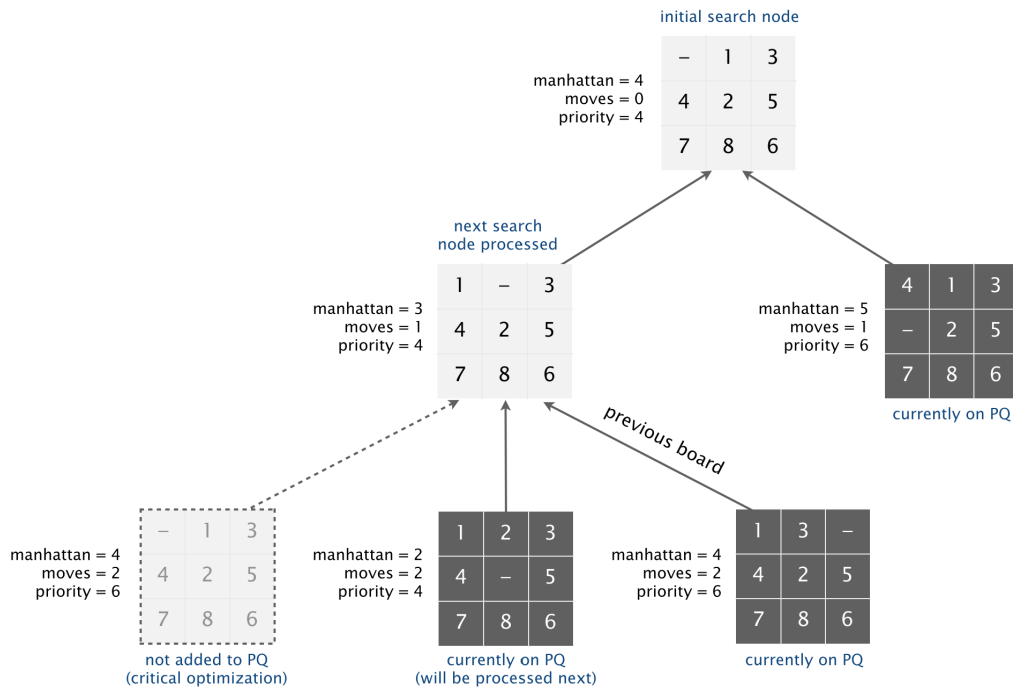 initial search node
– 1 3
4 2 5
7 8 6
manhattan = 4
moves = 0
priority = 4
next search
node processed
1 – 3
4 2 5
7 8 6
manhattan = 3
moves = 1
priority = 4
4 1 3
– 2 5
7 8 6
manhattan = 5
moves = 1
priority = 6
currently on PQ
previous board
– 1 3
4 2 5
7 8 6
manhattan = 4
moves = 2
priority = 6
not added to PQ
(critical optimization)
1 2 3
4 – 5
7 8 6
manhattan = 2
moves = 2
priority = 4
currently on PQ
(will be processed next)
1 3 –
4 2 5
7 8 6
manhattan = 4
moves = 2
priority = 6
currently on PQ